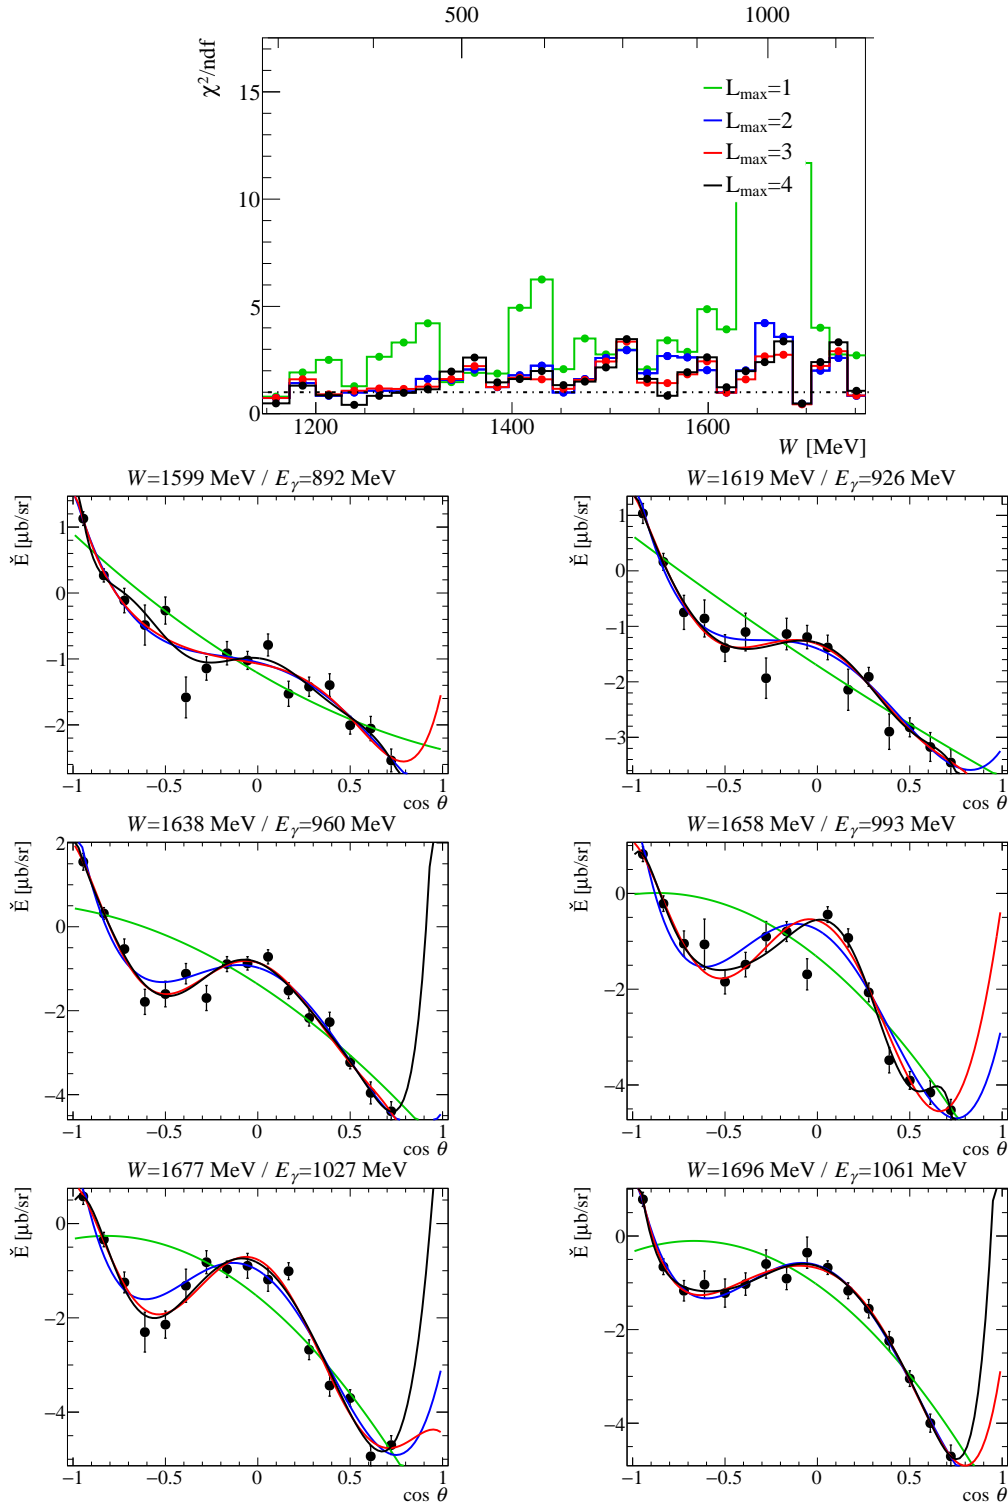 500 1000
χ²/ndf
15
10
5
0
L_max=1
L_max=2
L_max=3
L_max=4
1200 1400 1600
W [MeV]
W=1599 MeV / E_γ=892 MeV
Ě [μb/sr]
1
0
−1
−2
−1 −0.5 0 0.5 1
cos θ
W=1619 MeV / E_γ=926 MeV
Ě [μb/sr]
1
0
−1
−2
−3
−1 −0.5 0 0.5 1
cos θ
W=1638 MeV / E_γ=960 MeV
Ě [μb/sr]
2
0
−2
−4
−1 −0.5 0 0.5 1
cos θ
W=1658 MeV / E_γ=993 MeV
Ě [μb/sr]
0
−2
−4
−1 −0.5 0 0.5 1
cos θ
W=1677 MeV / E_γ=1027 MeV
Ě [μb/sr]
0
−2
−4
−1 −0.5 0 0.5 1
cos θ
W=1696 MeV / E_γ=1061 MeV
Ě [μb/sr]
0
−2
−4
−1 −0.5 0 0.5 1
cos θ